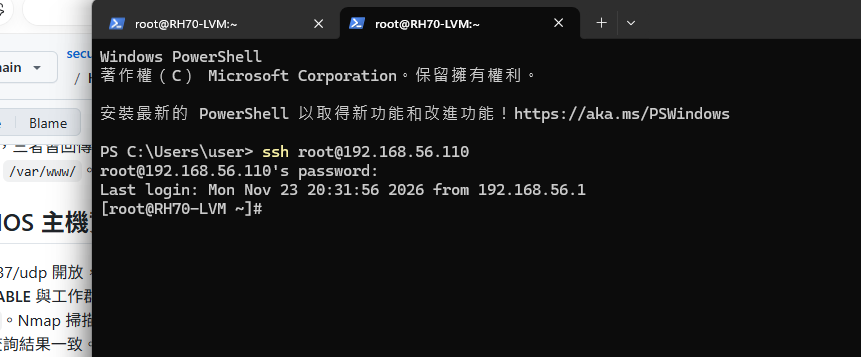 root@RH70-LVM:~
root@RH70-LVM:~
Windows PowerShell
著作權（C） Microsoft Corporation。保留擁有權利。
安裝最新的 PowerShell 以取得新功能和改進功能！https://aka.ms/PSWindows
PS C:\Users\user> ssh root@192.168.56.110
root@192.168.56.110's password:
Last login: Mon Nov 23 20:31:56 2026 from 192.168.56.1
[root@RH70-LVM ~]#
secu
ain
/
Blame
/var/www/
IOS 主機
37/udp 開放
ABLE 與工作群
。Nmap 掃描
查詢結果一致。